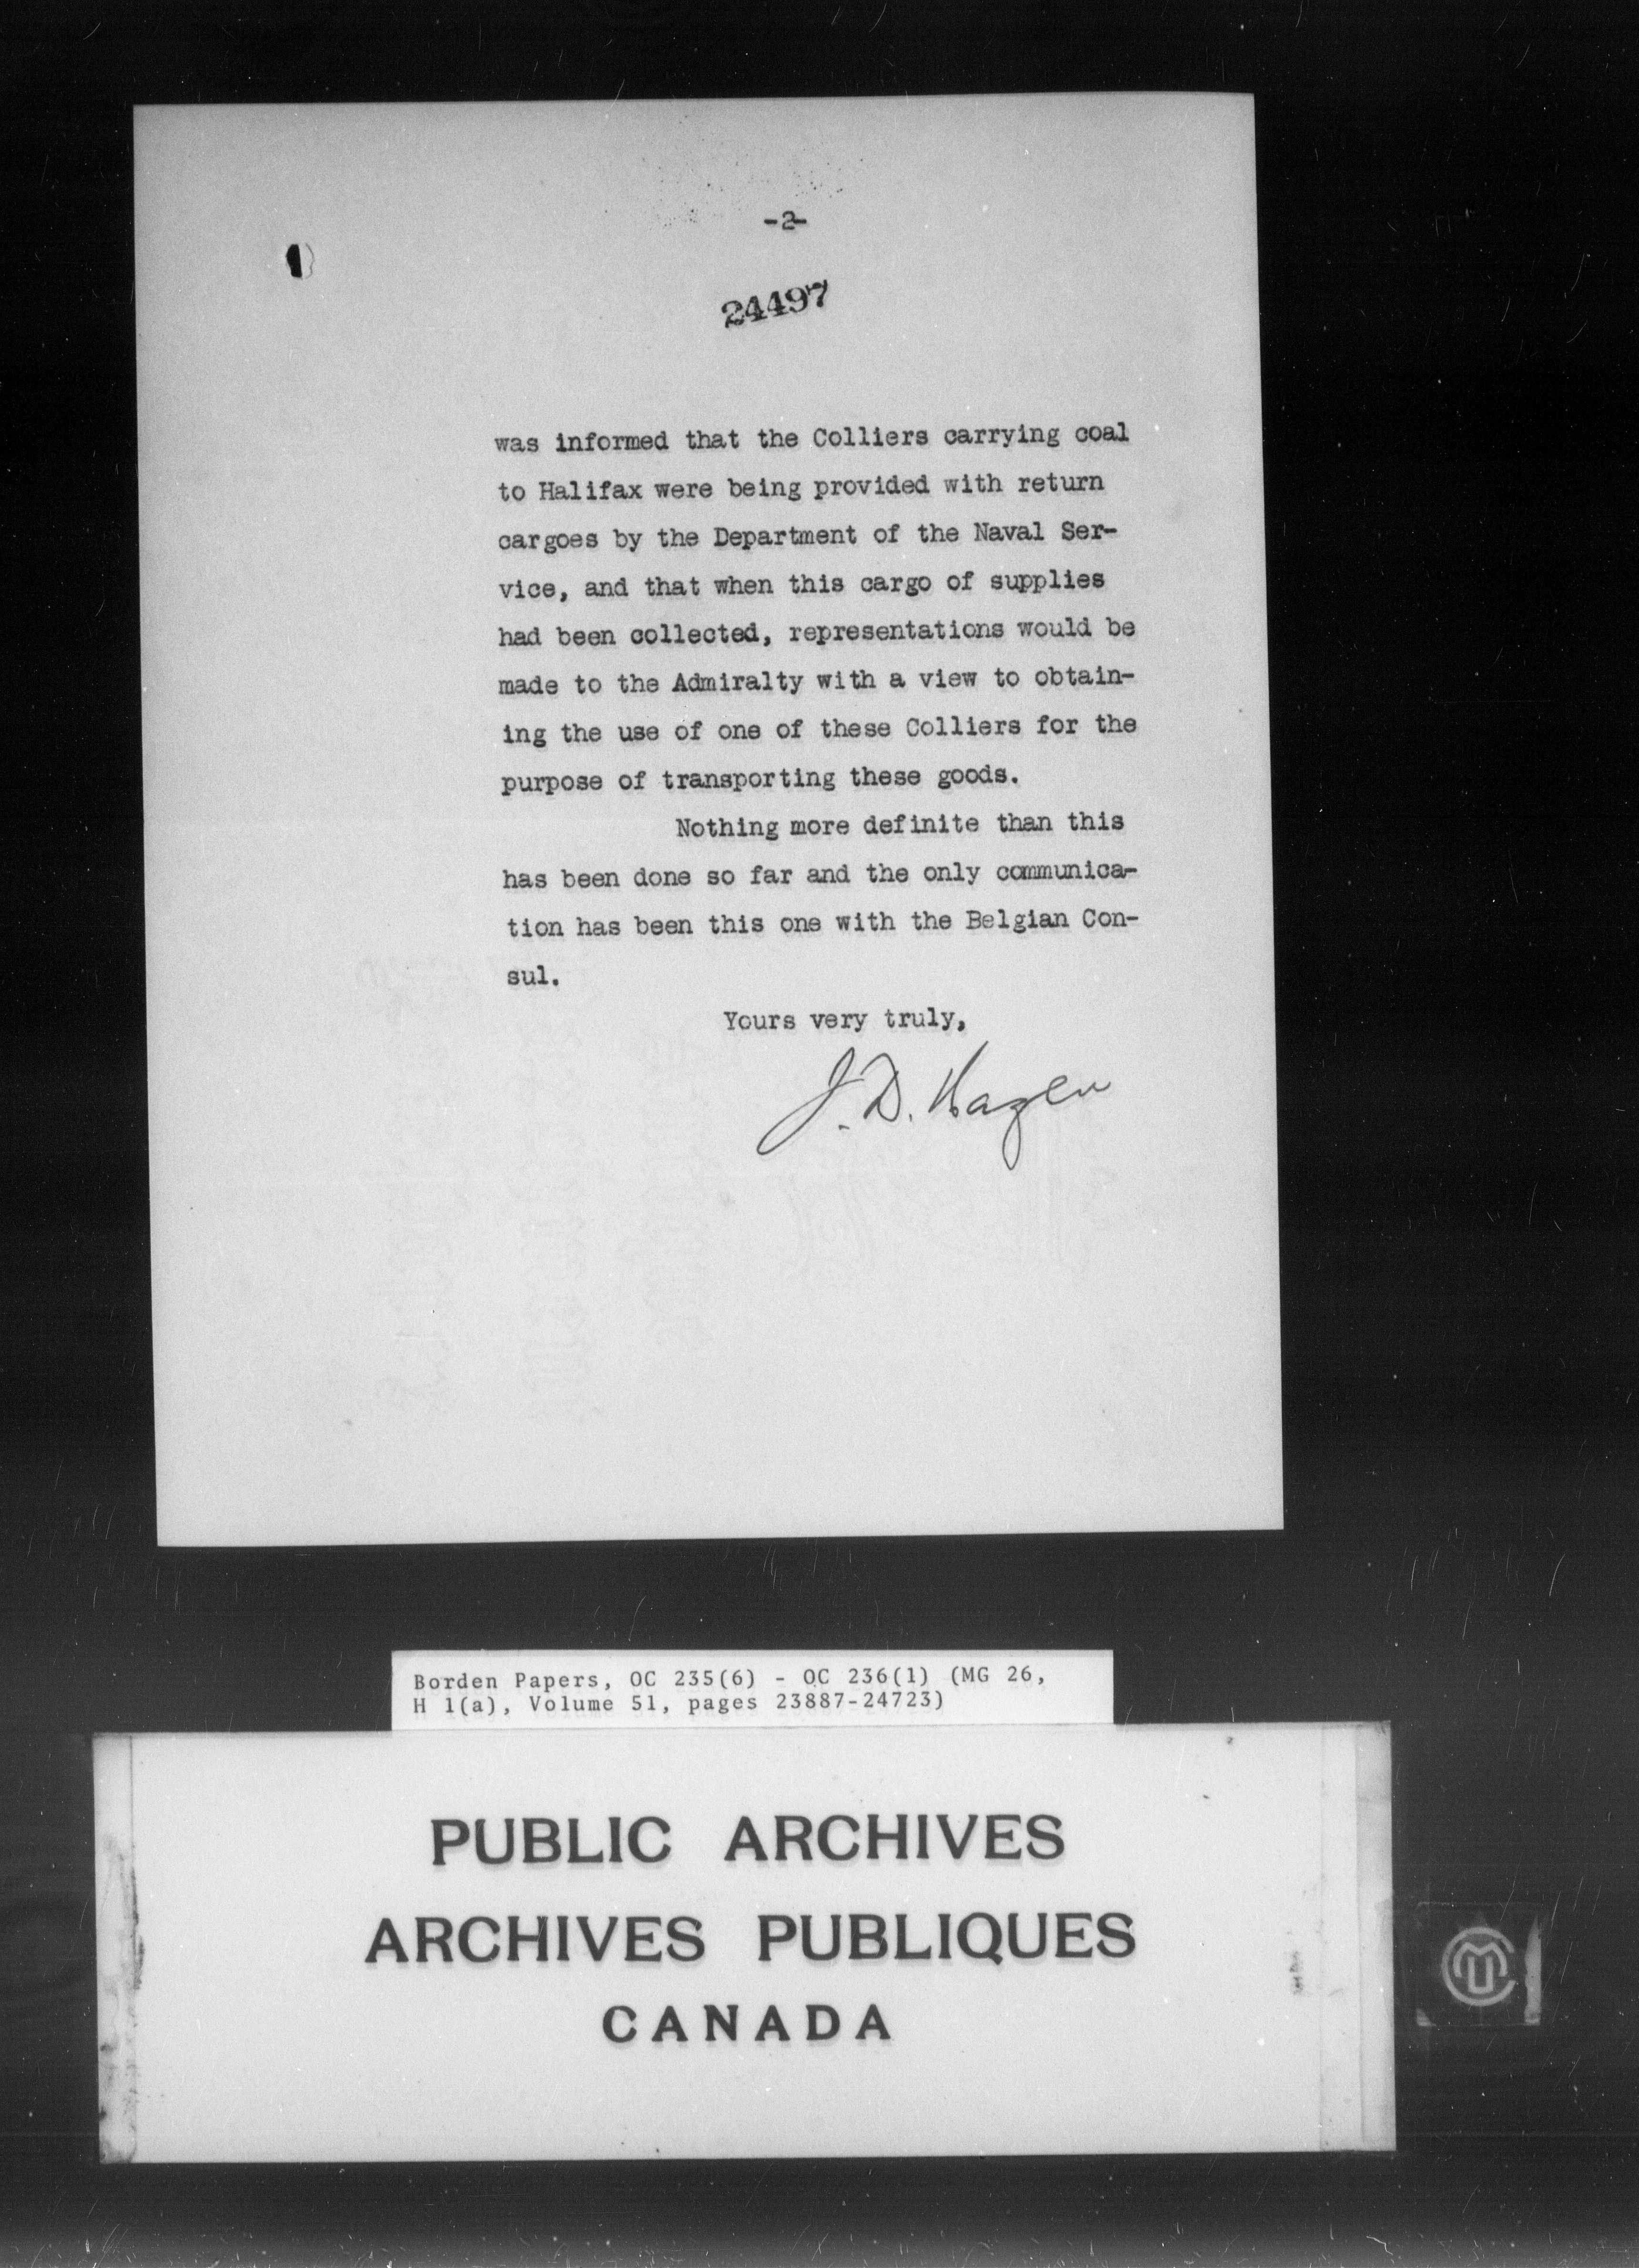 -2-
24497
was informed that the Colliers carrying coal
to Halifax were being provided with return
cargoes by the Department of the Naval Ser-
vice, and that when this cargo of supplies
had been collected, representations would be
made to the Admiralty with a view to obtain-
ing the use of one of these Colliers for the
purpose of transporting these goods.
Nothing more definite than this
has been done so far and the only communica-
tion has been this one with the Belgian Con-
sul.
Yours very truly,
J. D. Hazen
Borden Papers, OC 235(6) - OC 236(1) (MG 26,
H 1(a), Volume 51, pages 23887-24723)
PUBLIC ARCHIVES
ARCHIVES PUBLIQUES
CANADA